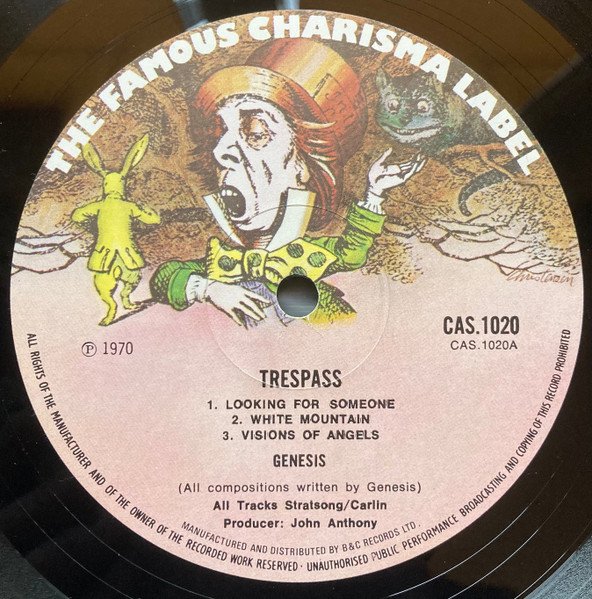 THE FAMOUS CHARISMA LABEL
CAS.1020
CAS.1020A
Ⓟ 1970
TRESPASS
1. LOOKING FOR SOMEONE
2. WHITE MOUNTAIN
3. VISIONS OF ANGELS
GENESIS
(All compositions written by Genesis)
All Tracks Stratsong/Carlin
Producer: John Anthony
MANUFACTURED AND DISTRIBUTED BY B&C RECORDS LTD.
ALL RIGHTS OF THE MANUFACTURER AND OF THE OWNER OF THE RECORDED WORK RESERVED · UNAUTHORISED PUBLIC PERFORMANCE BROADCASTING AND COPYING OF THIS RECORD PROHIBITED